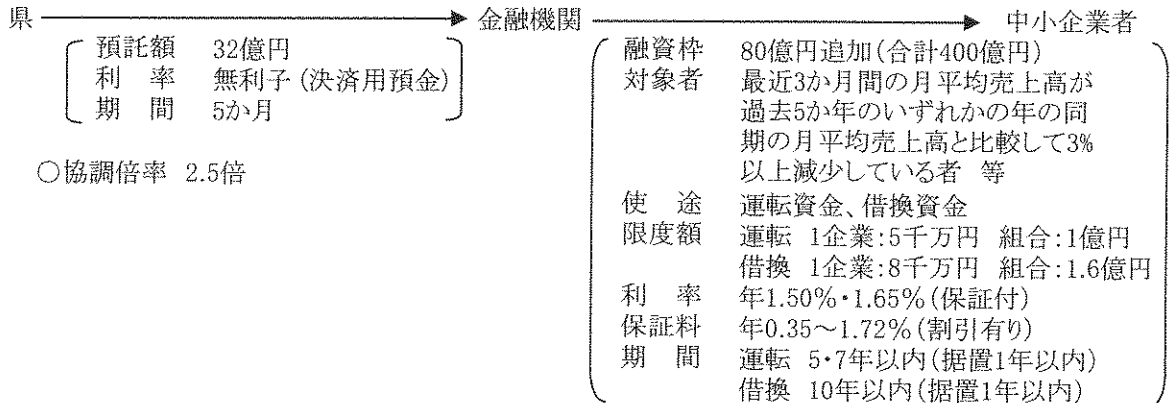 県 → 金融機関 → 中小企業者
預託額 32億円
利 率 無利子(決済用預金)
期 間 5か月
○協調倍率 2.5倍
融資枠 80億円追加(合計400億円)
対象者 最近3か月間の月平均売上高が
過去5か年のいずれかの年の同
期の月平均売上高と比較して3%
以上減少している者 等
使 途 運転資金、借換資金
限度額 運転 1企業:5千万円 組合:1億円
借換 1企業:8千万円 組合:1.6億円
利 率 年1.50%・1.65%(保証付)
保証料 年0.35~1.72%(割引有り)
期 間 運転 5・7年以内(据置1年以内)
借換 10年以内(据置1年以内)